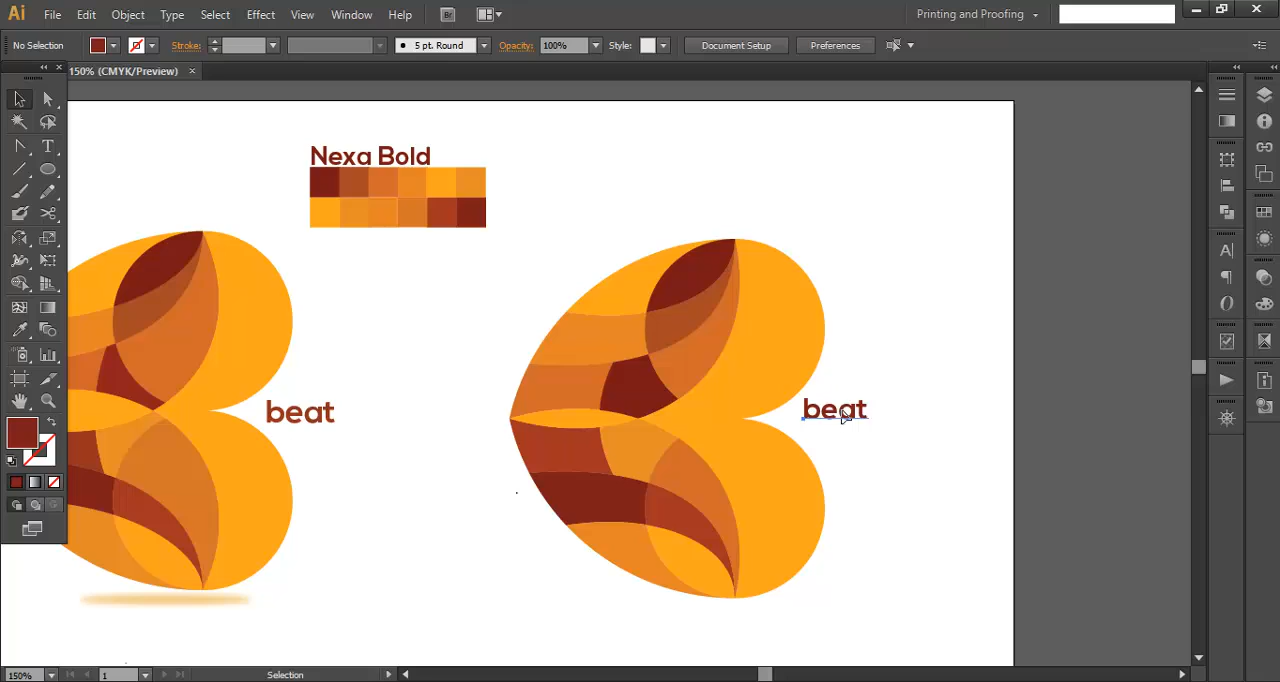 Ai File Edit Object Type Select Effect View Window Help Br Printing and Proofing
No Selection Stroke: 5 pt. Round Opacity: 100% Style: Document Setup Preferences
150% (CMYK/Preview)
Nexa Bold
beat
beat
150% 1 Selection